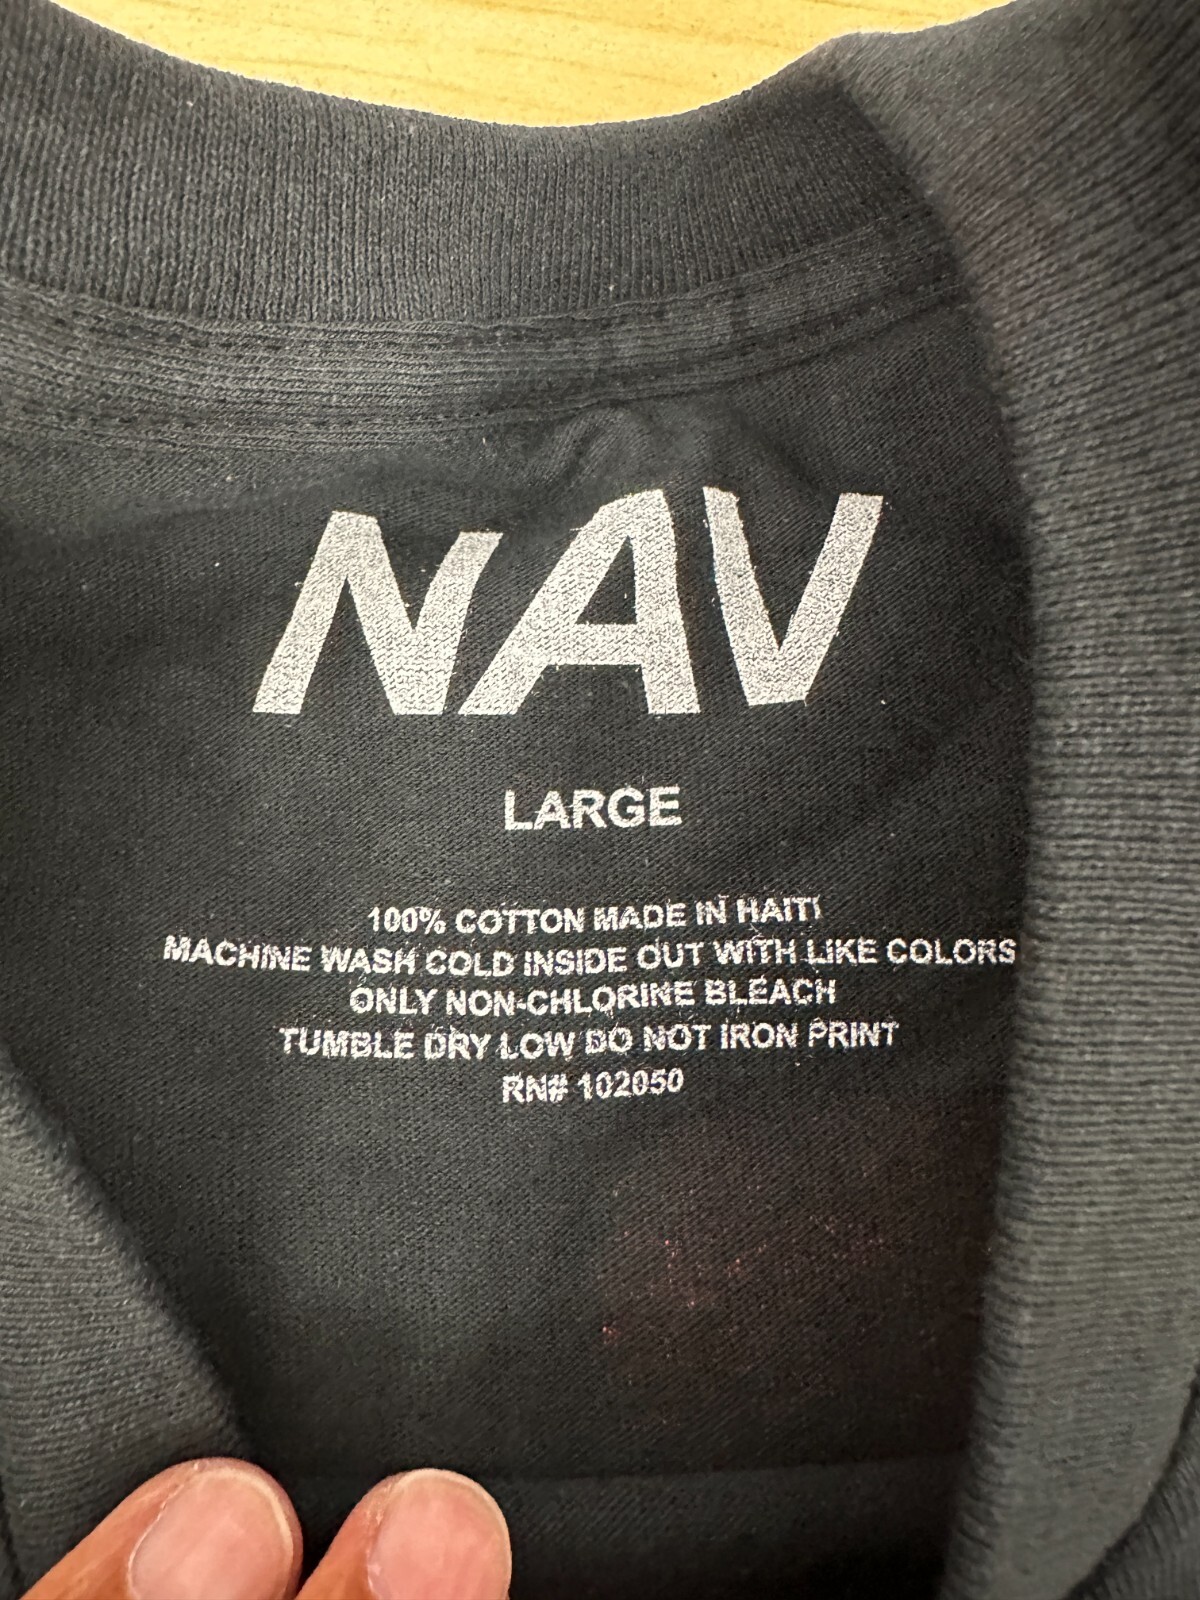 NAV
LARGE
100% COTTON MADE IN HAITI
MACHINE WASH COLD INSIDE OUT WITH LIKE COLORS
ONLY NON-CHLORINE BLEACH
TUMBLE DRY LOW DO NOT IRON PRINT
RN# 102050